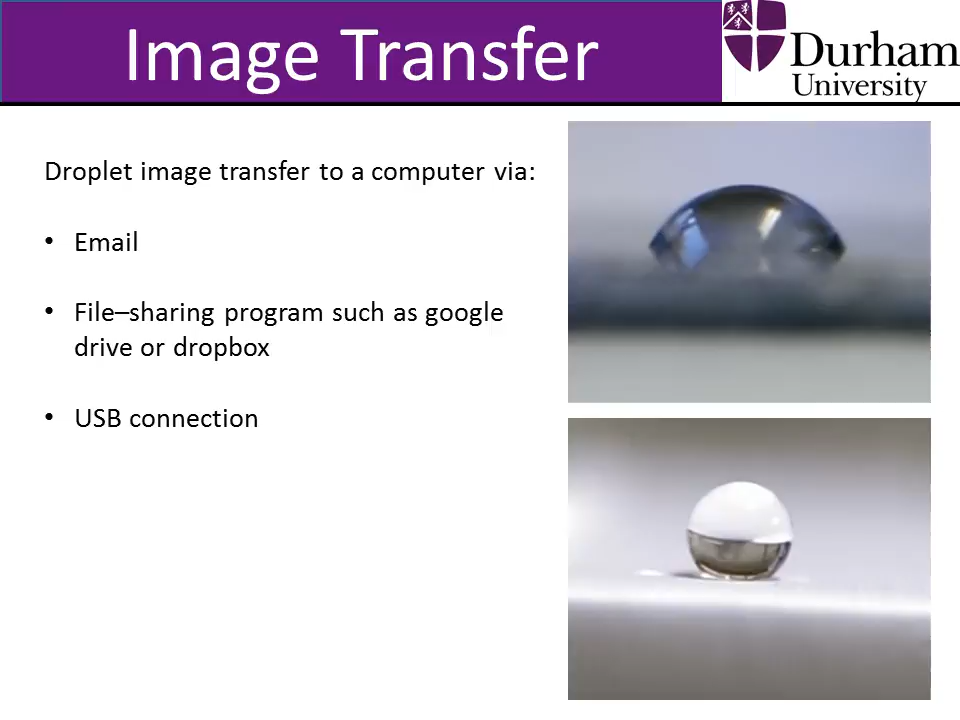 Image Transfer
Durham
University
Droplet image transfer to a computer via:
• Email
• File–sharing program such as google
drive or dropbox
• USB connection